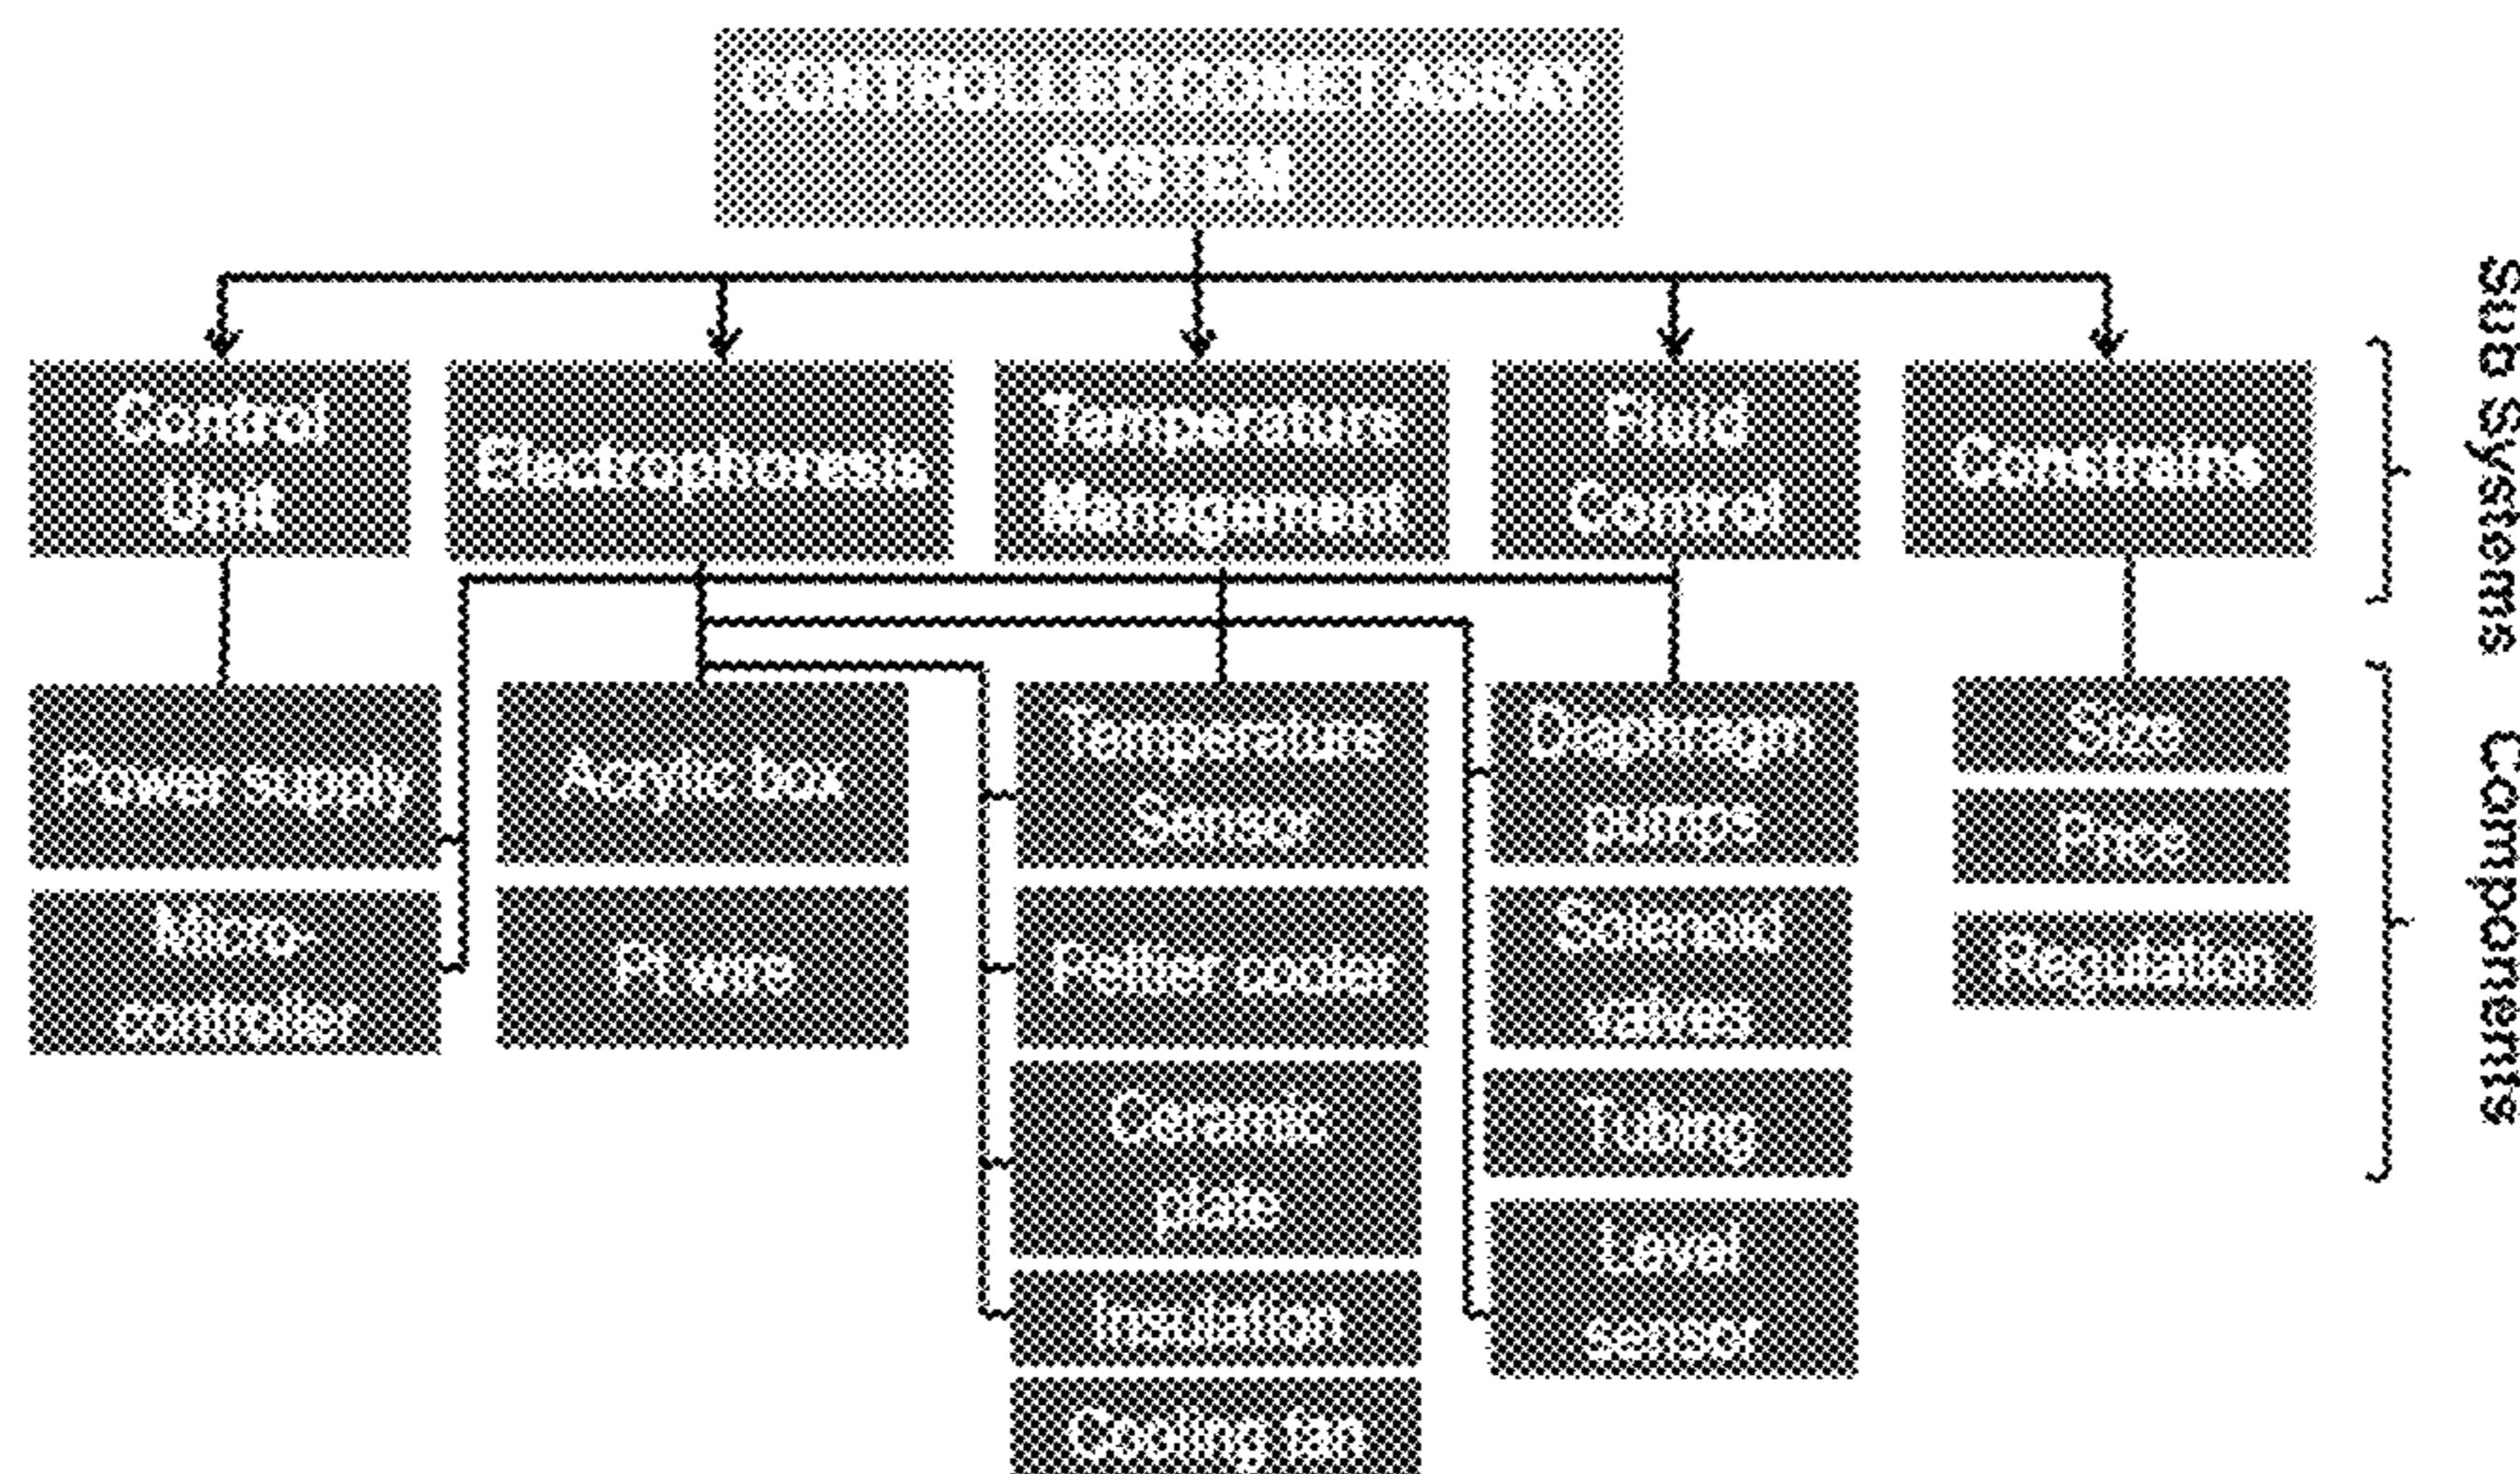 CONTROLLED COMET ASSAY
SYSTEM
Control
Unit
Electrophoresis
Temperature
Management
Fluid
Control
Constrains
Sub Systems
Power supply
Micro-
controller
Acrylic box
Pt wire
Temperature
Sensor
Peltier cooler
Ceramic
plate
Insulation
Cooling fan
Diaphragm
pumps
Solenoid
valves
Tubing
Level
sensor
Size
Price
Regulation
Components